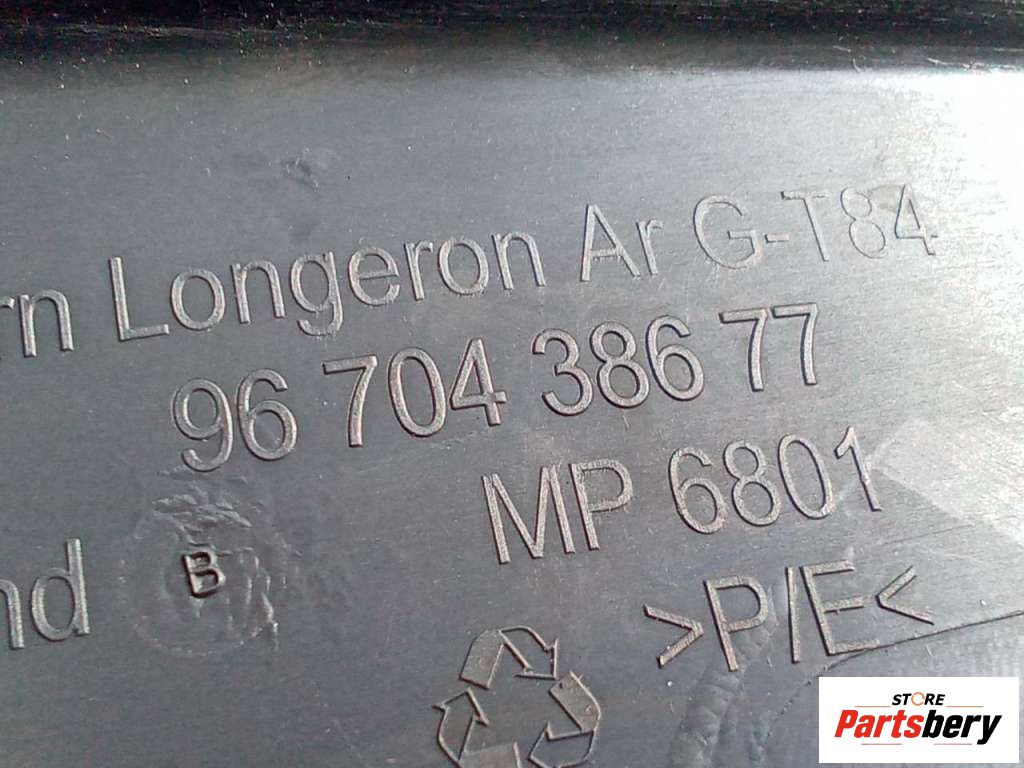 rn Longeron Ar G-T84
96 704 386 77
MP 6801
nd
B
>P/E<
STORE
Partsbery